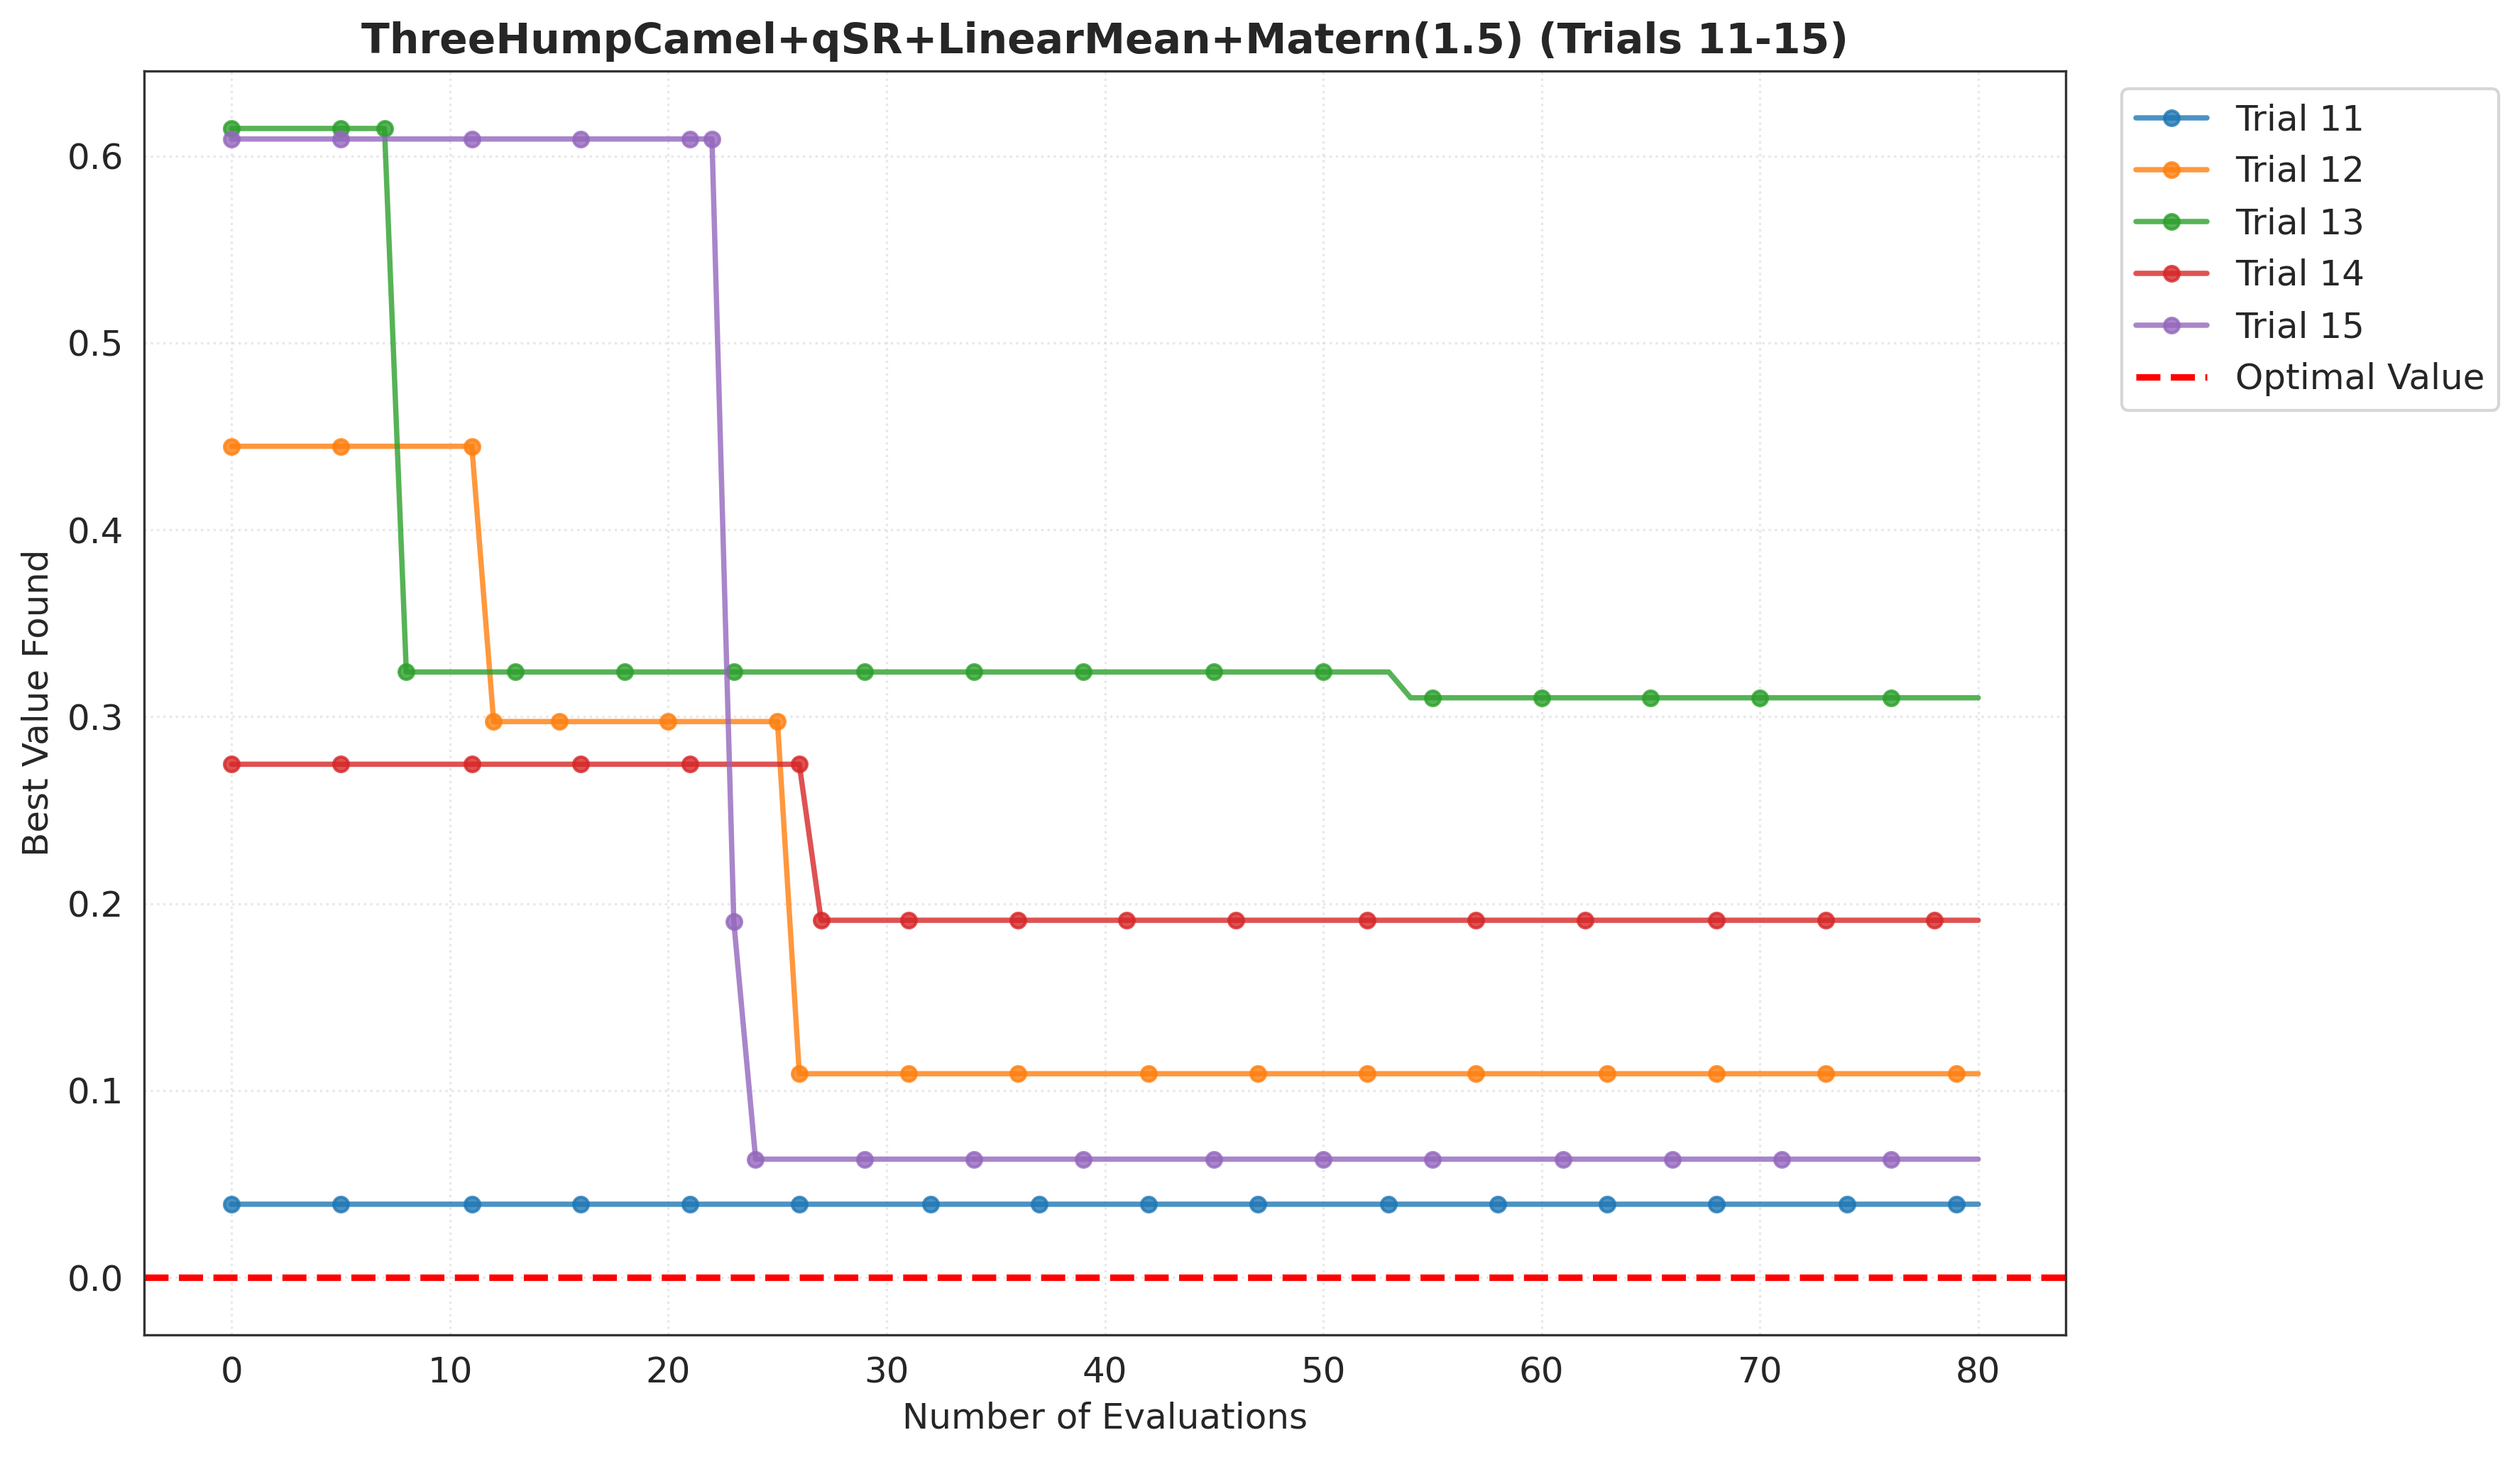 ThreeHumpCamel+qSR+LinearMean+Matern(1.5) (Trials 11-15)
Best Value Found
0.6
0.5
0.4
0.3
0.2
0.1
0.0
0 10 20 30 40 50 60 70 80
Number of Evaluations
Trial 11
Trial 12
Trial 13
Trial 14
Trial 15
Optimal Value